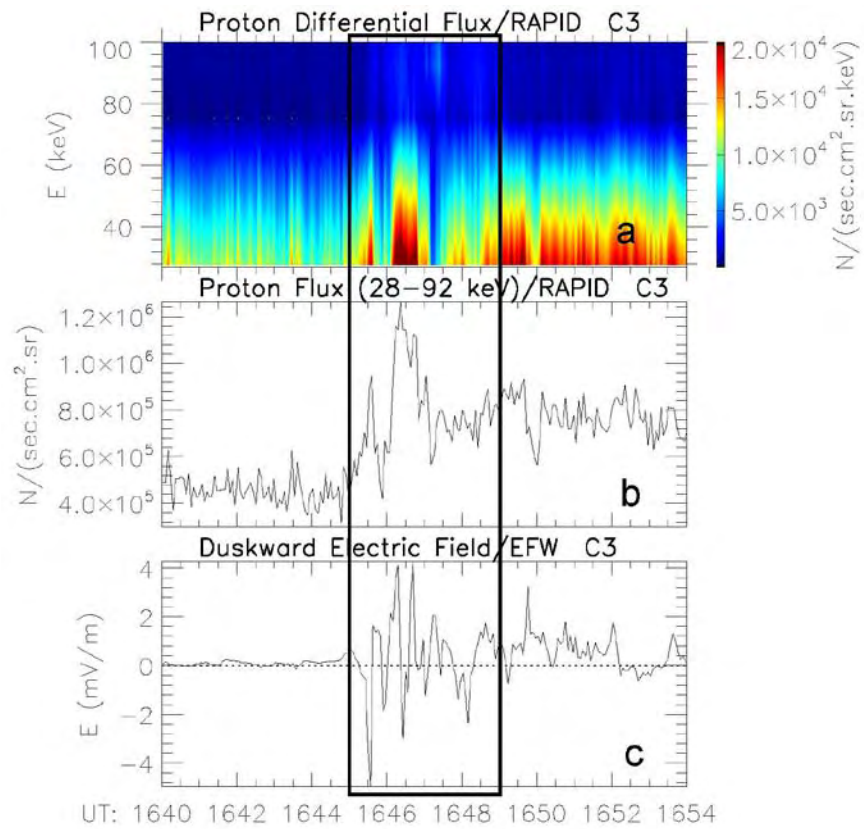 Proton Differential Flux/RAPID C3
100
80
60
40
E (keV)
2.0×10⁴
1.5×10⁴
1.0×10⁴
5.0×10³
N/(sec.cm².sr.keV)
a
Proton Flux (28–92 keV)/RAPID C3
1.2×10⁶
1.0×10⁶
8.0×10⁵
6.0×10⁵
4.0×10⁵
N/(sec.cm².sr)
b
Duskward Electric Field/EFW C3
4
2
0
-2
-4
E (mV/m)
c
UT: 1640 1642 1644 1646 1648 1650 1652 1654